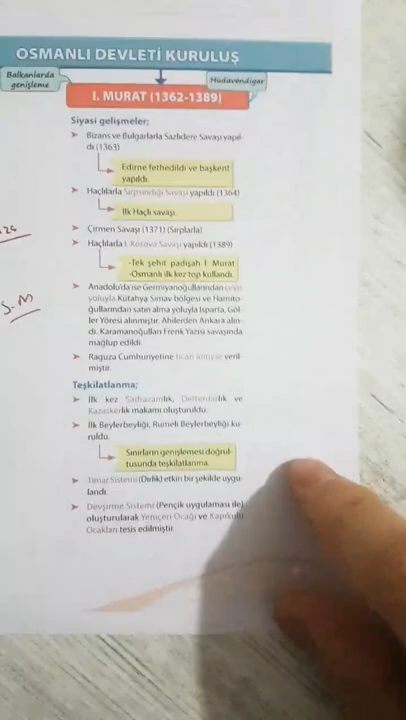 OSMANLI DEVLETİ KURULUŞ
Balkanlarda
genişleme
Hüdavendigar
I. MURAT (1362-1389)
Siyasi gelişmeler;
➤ Bizans ve Bulgarlarla Sazlıdere Savaşı yapıl-
dı (1363)
Edirne fethedildi ve başkent
yapıldı.
➤ Haçlılarla Sırpsındığı Savaşı yapıldı (1364)
İlk Haçlı savaşı.
➤ Çirmen Savaşı (1371) (Sırplarla)
➤ Haçlılarla I. Kosova Savaşı yapıldı (1389)
-Tek şehit padişah I. Murat
-Osmanlı ilk kez top kullandı.
➤ Anadolu'da ise Germiyanoğullarından çeyiz
yoluyla Kütahya Simav bölgesi ve Hamito-
ğullarından satın alma yoluyla Isparta, Göl-
ler Yöresi alınmıştır. Ahilerden Ankara alın-
dı. Karamanoğulları Frenk Yazısı savaşında
mağlup edildi.
➤ Raguza Cumhuriyetine ticari imtiyaz veril
miştir.
Teşkilatlanma;
➤ İlk kez Sadrazamlık, Defterdarlık ve
Kazaskerlik makamı oluşturuldu.
➤ İlk Beylerbeyliği, Rumeli Beylerbeyliği ku
ruldu.
Sınırların genişlemesi doğrul-
tusunda teşkilatlanma.
➤ Tımar Sistemi (Dirlik) etkin bir şekilde uygu-
landı.
➤ Devşirme Sistemi (Pençik uygulaması ile)
oluşturularak Yeniçeri Ocağı ve Kapıkulu
Ocakları tesis edilmiştir.